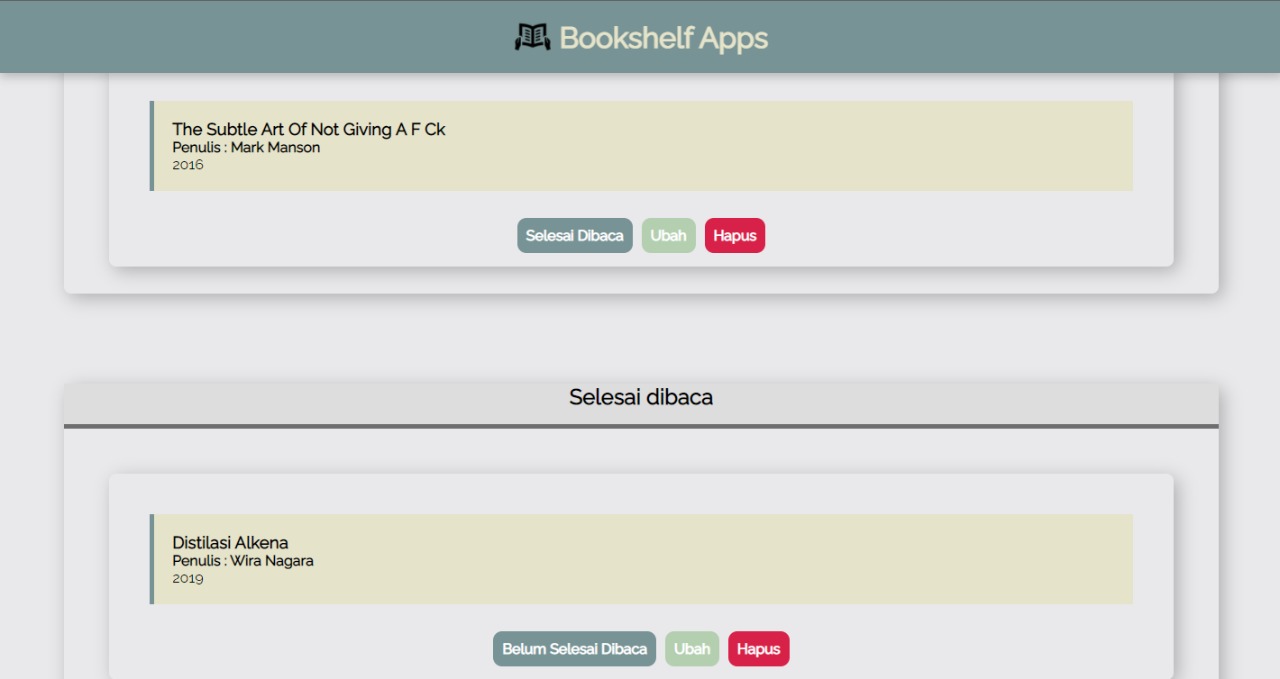 Bookshelf Apps
The Subtle Art Of Not Giving A F Ck
Penulis : Mark Manson
2016
Selesai Dibaca Ubah Hapus
Selesai dibaca
Distilasi Alkena
Penulis : Wira Nagara
2019
Belum Selesai Dibaca Ubah Hapus